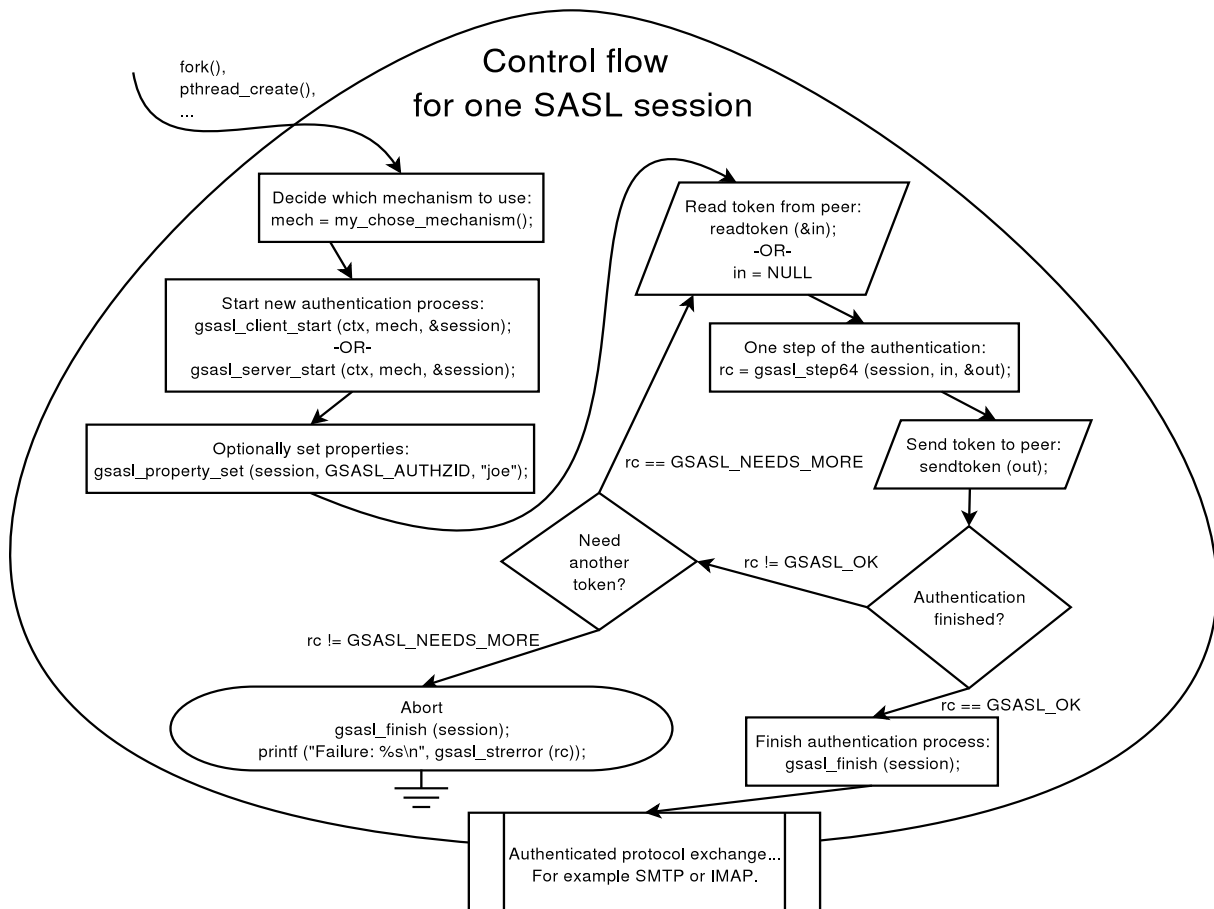 Control flow
for one SASL session
fork(),
pthread_create(),
...
Decide which mechanism to use:
mech = my_chose_mechanism();
Start new authentication process:
gsasl_client_start (ctx, mech, &session);
-OR-
gsasl_server_start (ctx, mech, &session);
Optionally set properties:
gsasl_property_set (session, GSASL_AUTHZID, "joe");
Read token from peer:
readtoken (&in);
-OR-
in = NULL
One step of the authentication:
rc = gsasl_step64 (session, in, &out);
Send token to peer:
sendtoken (out);
Authentication
finished?
rc != GSASL_OK
Need
another
token?
rc == GSASL_NEEDS_MORE
rc != GSASL_NEEDS_MORE
Abort
gsasl_finish (session);
printf ("Failure: %s\n", gsasl_strerror (rc));
rc == GSASL_OK
Finish authentication process:
gsasl_finish (session);
Authenticated protocol exchange...
For example SMTP or IMAP.